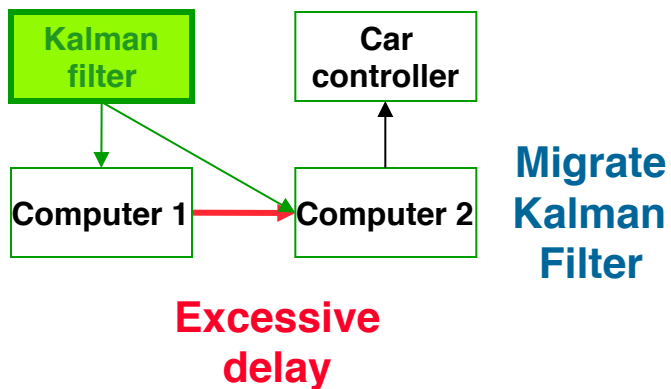 Kalman
filter
Car
controller
Computer 1
Computer 2
Migrate
Kalman
Filter
Excessive
delay